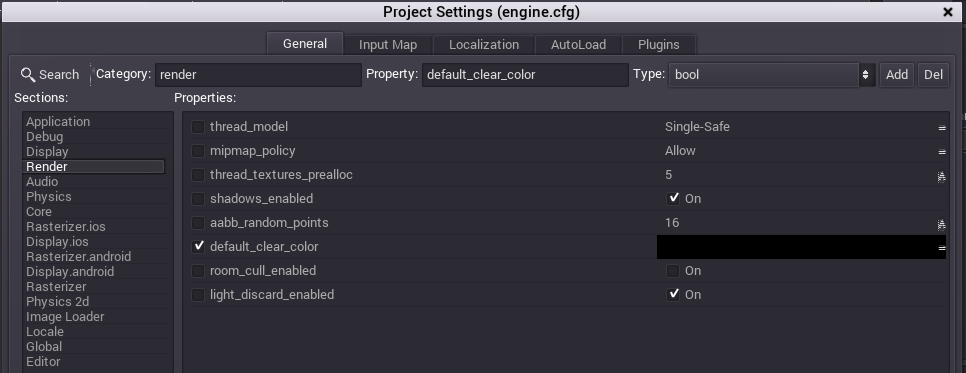 Project Settings (engine.cfg)
General Input Map Localization AutoLoad Plugins
Search Category: render Property: default_clear_color Type: bool Add Del
Sections: Properties:
Application
Debug
Display
Render
Audio
Physics
Core
Rasterizer.ios
Display.ios
Rasterizer.android
Display.android
Rasterizer
Physics 2d
Image Loader
Locale
Global
Editor
thread_model Single-Safe
mipmap_policy Allow
thread_textures_prealloc 5
shadows_enabled On
aabb_random_points 16
default_clear_color
room_cull_enabled On
light_discard_enabled On